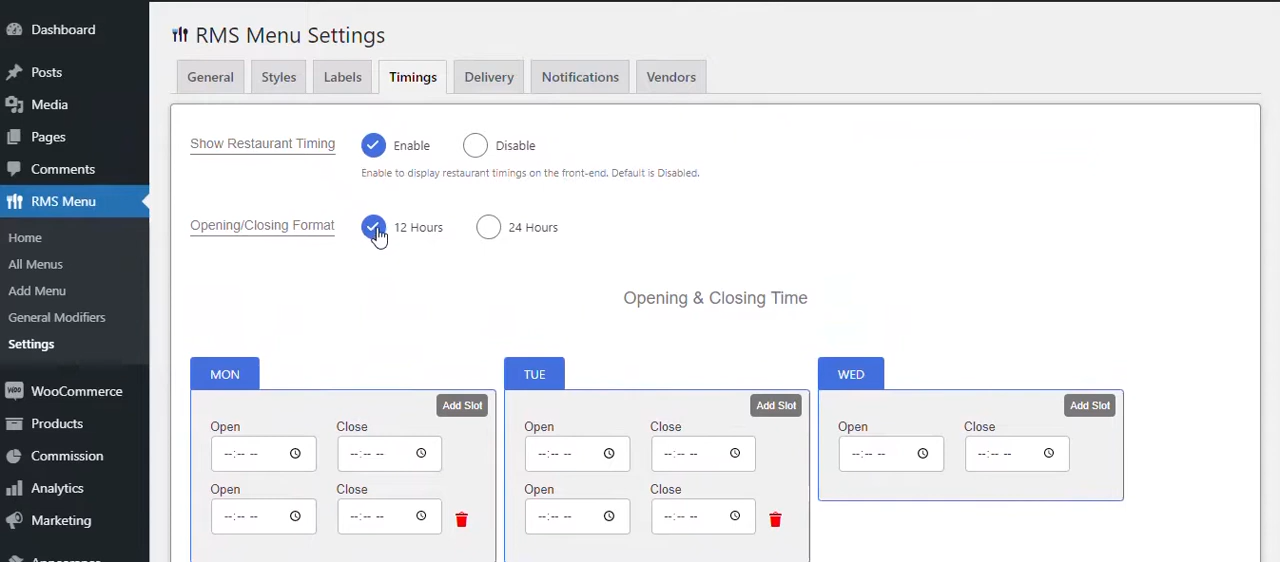 Dashboard
Posts
Media
Pages
Comments
RMS Menu
Home
All Menus
Add Menu
General Modifiers
Settings
WooCommerce
Products
Commission
Analytics
Marketing
Appearance
RMS Menu Settings
General Styles Labels Timings Delivery Notifications Vendors
Show Restaurant Timing Enable Disable
Enable to display restaurant timings on the front-end. Default is Disabled.
Opening/Closing Format 12 Hours 24 Hours
Opening & Closing Time
MON
Add Slot
Open Close
--:-- -- --:-- --
Open Close
--:-- -- --:-- --
TUE
Add Slot
Open Close
--:-- -- --:-- --
Open Close
--:-- -- --:-- --
WED
Add Slot
Open Close
--:-- -- --:-- --